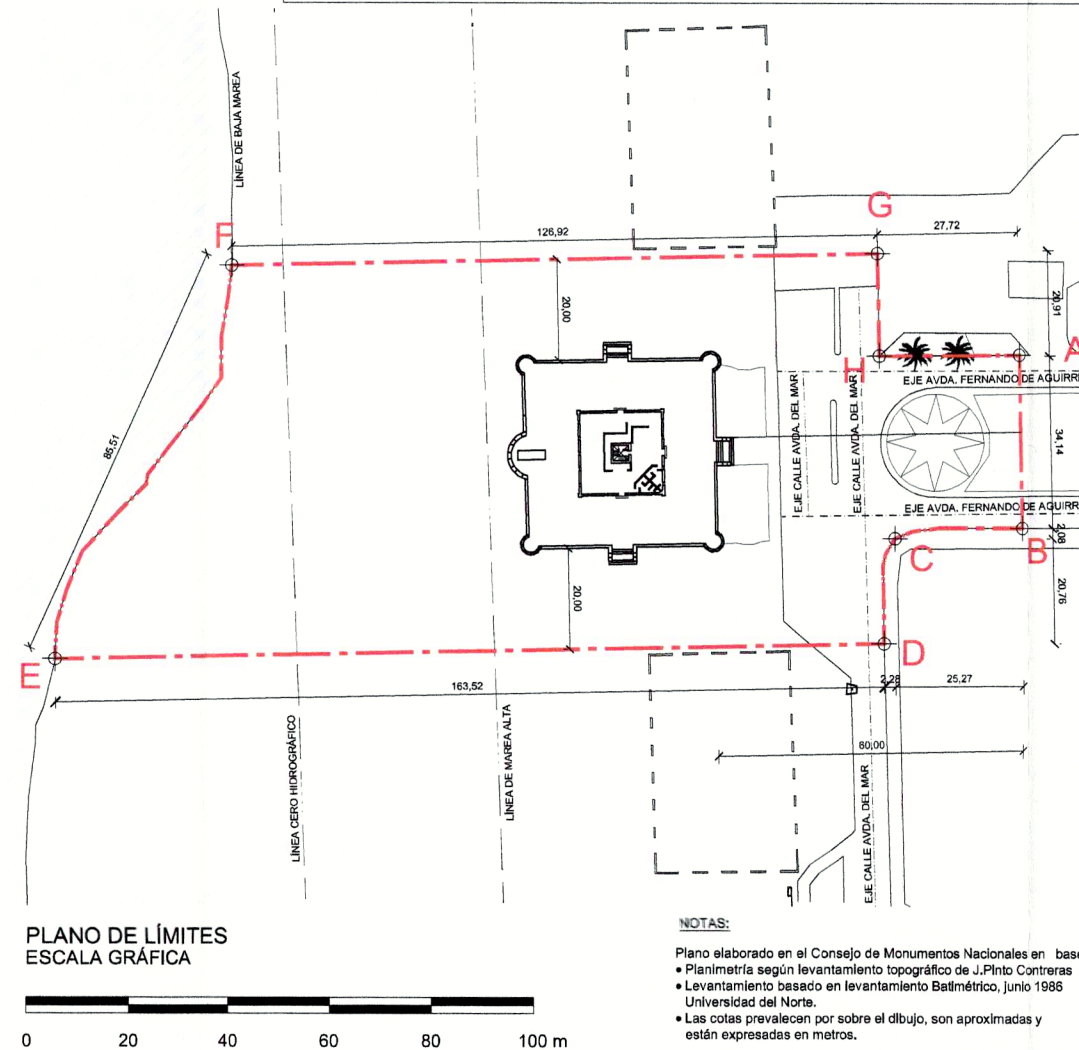 LÍNEA DE BAJA MAREA
G
F
126,92
27,72
20,00
20,91
A
H
EJE AVDA. FERNANDO DE AGUIRR
85,51
EJE CALLE AVDA. DEL MAR
EJE CALLE AVDA. DEL MAR
34,14
EJE AVDA. FERNANDO DE AGUIRR
2,08
C
B
20,00
20,76
D
E
163,52
2,28
25,27
LÍNEA CERO HIDROGRÁFICO
LÍNEA DE MAREA ALTA
60,00
EJE CALLE AVDA. DEL MAR
PLANO DE LÍMITES
ESCALA GRÁFICA
0 20 40 60 80 100 m
NOTAS:
Plano elaborado en el Consejo de Monumentos Nacionales en base
• Planimetría según levantamiento topográfico de J.Pinto Contreras
• Levantamiento basado en levantamiento Batimétrico, junio 1986
Universidad del Norte.
• Las cotas prevalecen por sobre el dibujo, son aproximadas y
están expresadas en metros.